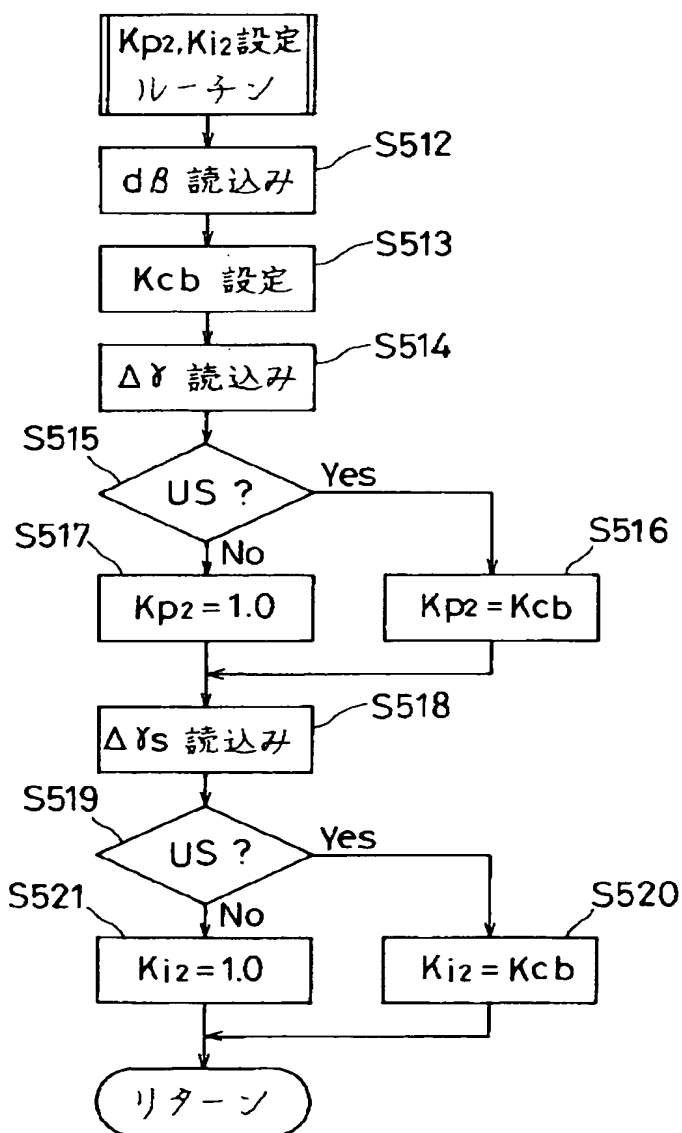 Kp2,Ki2設定
ルーチン
S512
dβ 読込み
S513
Kcb 設定
S514
Δγ 読込み
S515
US ?
Yes
S517
No
S516
Kp2=1.0
Kp2=Kcb
S518
Δγs 読込み
S519
US ?
Yes
S521
No
S520
Ki2=1.0
Ki2=Kcb
リターン